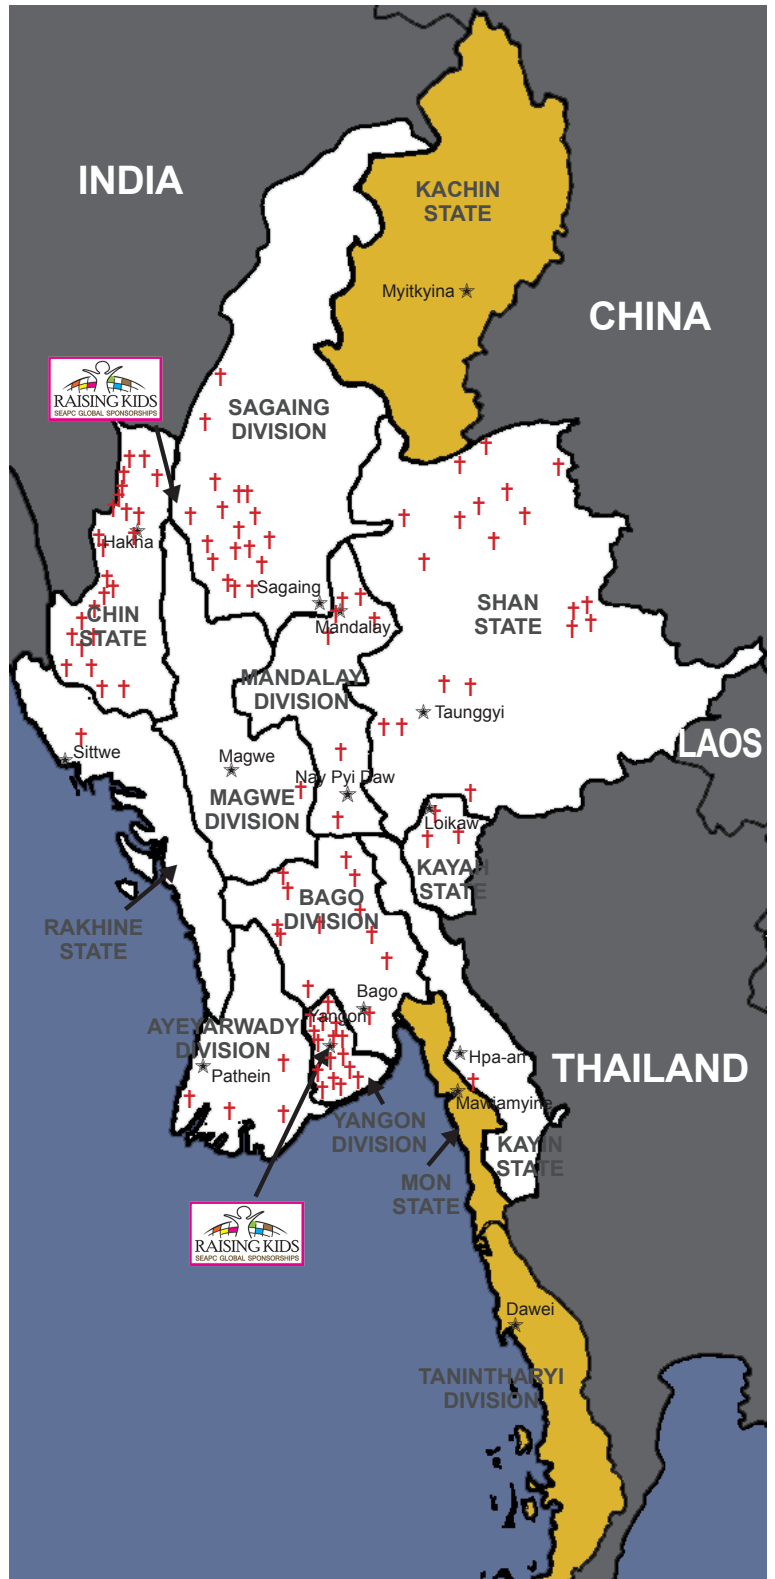 INDIA
KACHIN
STATE
Myitkyina
CHINA
RAISING KIDS
SEAPC GLOBAL SPONSORSHIPS
SAGAING
DIVISION
Hakha
Sagaing
Mandalay
CHIN
STATE
SHAN
STATE
MANDALAY
DIVISION
Taunggyi
LAOS
Sittwe
Magwe
Nay Pyi Daw
MAGWE
DIVISION
Loikaw
KAYAH
STATE
BAGO
DIVISION
RAKHINE
STATE
Bago
Yangon
AYEYARWADY
DIVISION
Pathein
Hpa-an
THAILAND
Mawlamyine
YANGON
DIVISION
KAYIN
STATE
MON
STATE
RAISING KIDS
SEAPC GLOBAL SPONSORSHIPS
Dawei
TANINTHARYI
DIVISION